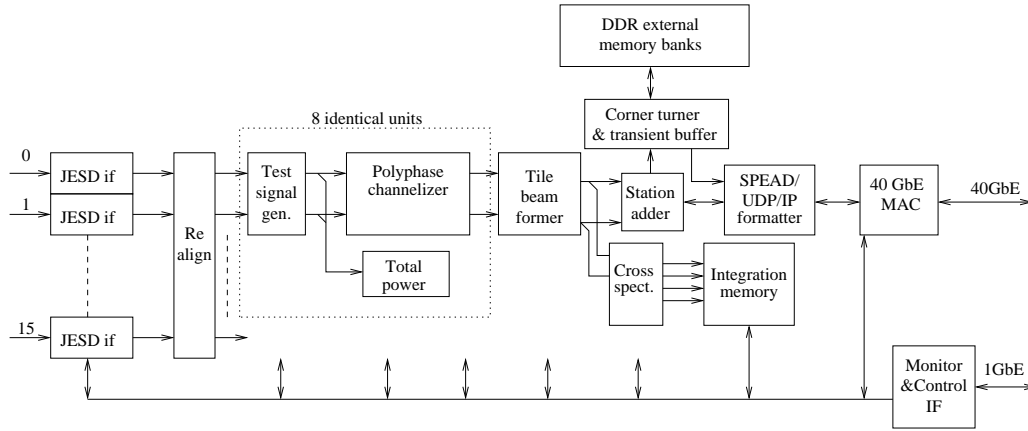 DDR external
memory banks
8 identical units
Corner turner
& transient buffer
0
JESD if
Test
signal
gen.
Polyphase
channelizer
Tile
beam
former
Station
adder
SPEAD/
UDP/IP
formatter
40 GbE
MAC
40GbE
1
JESD if
Re
align
Total
power
Cross
spect.
Integration
memory
15
JESD if
Monitor
&Control
IF
1GbE